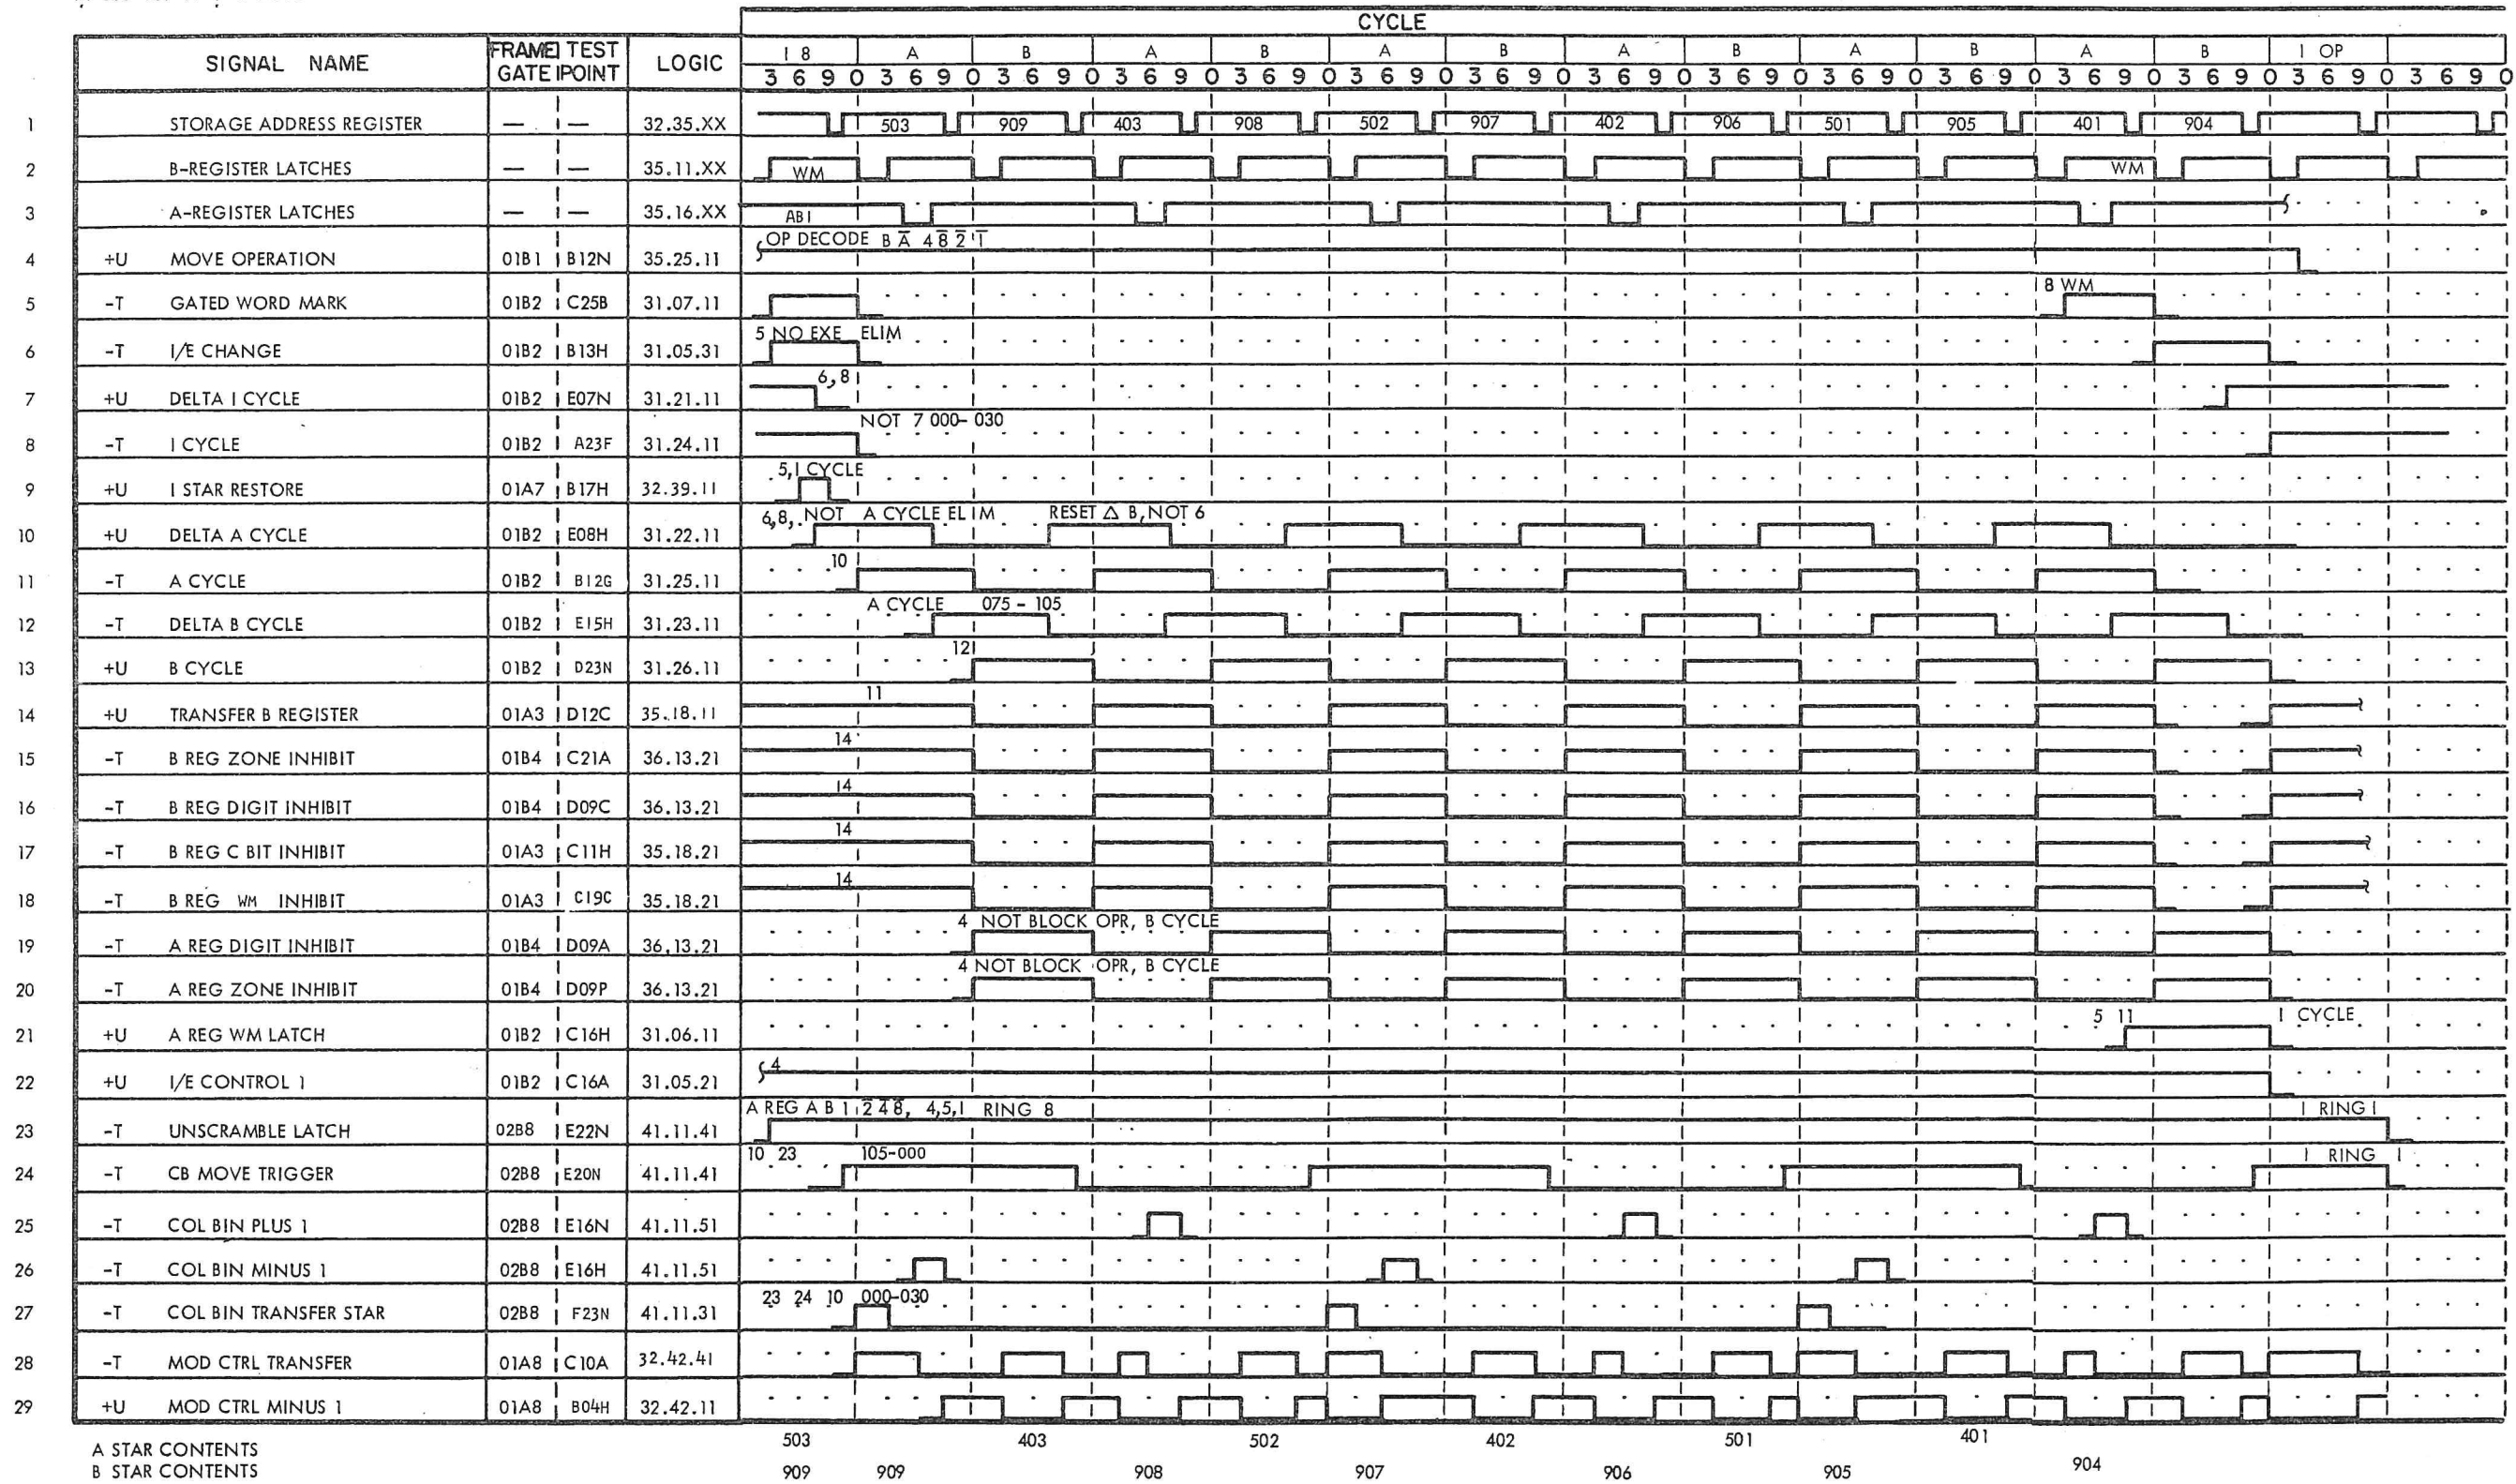 CYCLE
SIGNAL NAME FRAME GATE TEST POINT LOGIC
I 8 A B A B A B A B A B A B I OP
3 6 9 0 3 6 9 0 3 6 9 0 3 6 9 0 3 6 9 0 3 6 9 0 3 6 9 0 3 6 9 0 3 6 9 0 3 6 9 0 3 6 9 0 3 6 9 0 3 6 9 0 3 6 9 0 3 6 9 0
1 STORAGE ADDRESS REGISTER — — 32.35.XX 503 909 403 908 502 907 402 906 501 905 401 904
2 B-REGISTER LATCHES — — 35.11.XX WM WM
3 A-REGISTER LATCHES — — 35.16.XX AB1
OP DECODE B A̅ 4 8̅ 2̅ 1̅
4 +U MOVE OPERATION 01B1 B12N 35.25.11
8 WM
5 -T GATED WORD MARK 01B2 C25B 31.07.11
5 NO EXE ELIM
6 -T I/E CHANGE 01B2 B13H 31.05.31
6,8
7 +U DELTA I CYCLE 01B2 E07N 31.21.11
NOT 7 000-030
8 -T I CYCLE 01B2 A23F 31.24.11
5,I CYCLE
9 +U I STAR RESTORE 01A7 B17H 32.39.11
6,8, NOT A CYCLE ELIM RESET △ B, NOT 6
10 +U DELTA A CYCLE 01B2 E08H 31.22.11
10
11 -T A CYCLE 01B2 B12G 31.25.11
A CYCLE 075-105
12 -T DELTA B CYCLE 01B2 E15H 31.23.11
12
13 +U B CYCLE 01B2 D23N 31.26.11
11
14 +U TRANSFER B REGISTER 01A3 D12C 35.18.11
14
15 -T B REG ZONE INHIBIT 01B4 C21A 36.13.21
14
16 -T B REG DIGIT INHIBIT 01B4 D09C 36.13.21
14
17 -T B REG C BIT INHIBIT 01A3 C11H 35.18.21
14
18 -T B REG WM INHIBIT 01A3 C19C 35.18.21
4 NOT BLOCK OPR, B CYCLE
19 -T A REG DIGIT INHIBIT 01B4 D09A 36.13.21
4 NOT BLOCK OPR, B CYCLE
20 -T A REG ZONE INHIBIT 01B4 D09P 36.13.21
5 11 I CYCLE
21 +U A REG WM LATCH 01B2 C16H 31.06.11
4
22 +U I/E CONTROL 1 01B2 C16A 31.05.21
A REG A B 1 2̅ 4̅ 8̅, 4,5,I RING 8 I RING I
23 -T UNSCRAMBLE LATCH 02B8 E22N 41.11.41
10 23 105-000 I RING I
24 -T CB MOVE TRIGGER 02B8 E20N 41.11.41
25 -T COL BIN PLUS 1 02B8 E16N 41.11.51
26 -T COL BIN MINUS 1 02B8 E16H 41.11.51
23 24 10 000-030
27 -T COL BIN TRANSFER STAR 02B8 F23N 41.11.31
28 -T MOD CTRL TRANSFER 01A8 C10A 32.42.41
29 +U MOD CTRL MINUS 1 01A8 B04H 32.42.11
A STAR CONTENTS 503 403 502 402 501 401
B STAR CONTENTS 909 909 908 907 906 905 904